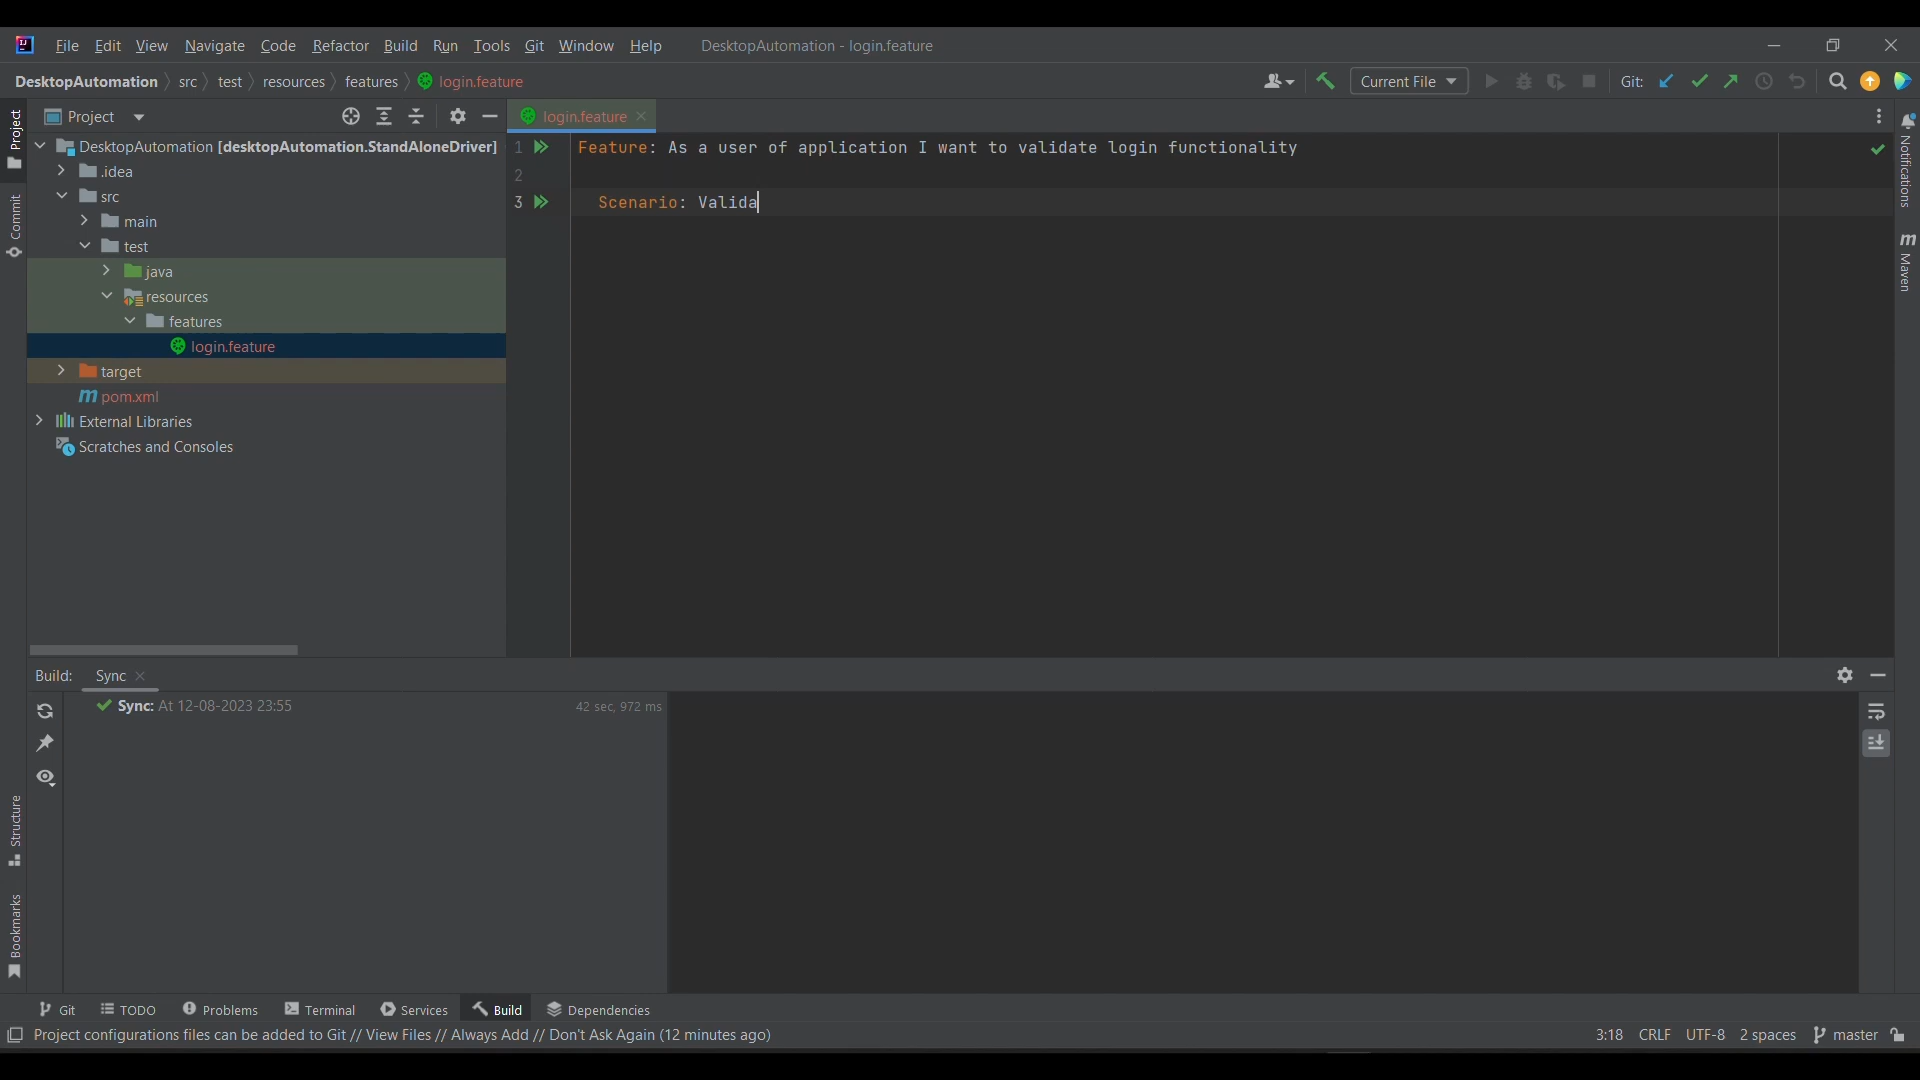 File Edit View Navigate Code Refactor Build Run Tools Git Window Help DesktopAutomation - login.feature
DesktopAutomation src test resources features login.feature Current File Git:
Project
login.feature
DesktopAutomation [desktopAutomation.StandAloneDriver]
.idea
src
main
test
java
resources
features
login.feature
target
pom.xml
External Libraries
Scratches and Consoles
1 Feature: As a user of application I want to validate login functionality
2
3 Scenario: Valida
Project
Commit
Structure
Bookmarks
Notifications
Maven
Build: Sync
Sync: At 12-08-2023 23:55 42 sec, 972 ms
Git TODO Problems Terminal Services Build Dependencies
Project configurations files can be added to Git // View Files // Always Add // Don't Ask Again (12 minutes ago) 3:18 CRLF UTF-8 2 spaces master